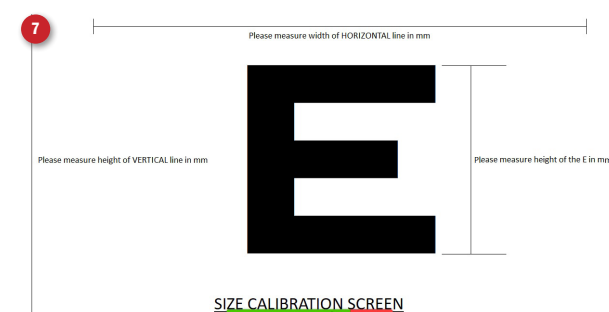 7
Please measure width of HORIZONTAL line in mm
E
Please measure height of VERTICAL line in mm
Please measure height of the E in mm
SIZE CALIBRATION SCREEN